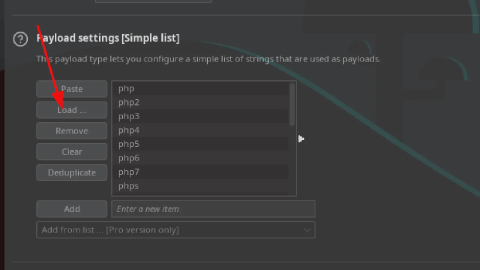 Payload settings [Simple list]
This payload type lets you configure a simple list of strings that are used as payloads.
Paste
Load ...
Remove
Clear
Deduplicate
php
php2
php3
php4
php5
php6
php7
phps
Add
Enter a new item
Add from list ... [Pro version only]